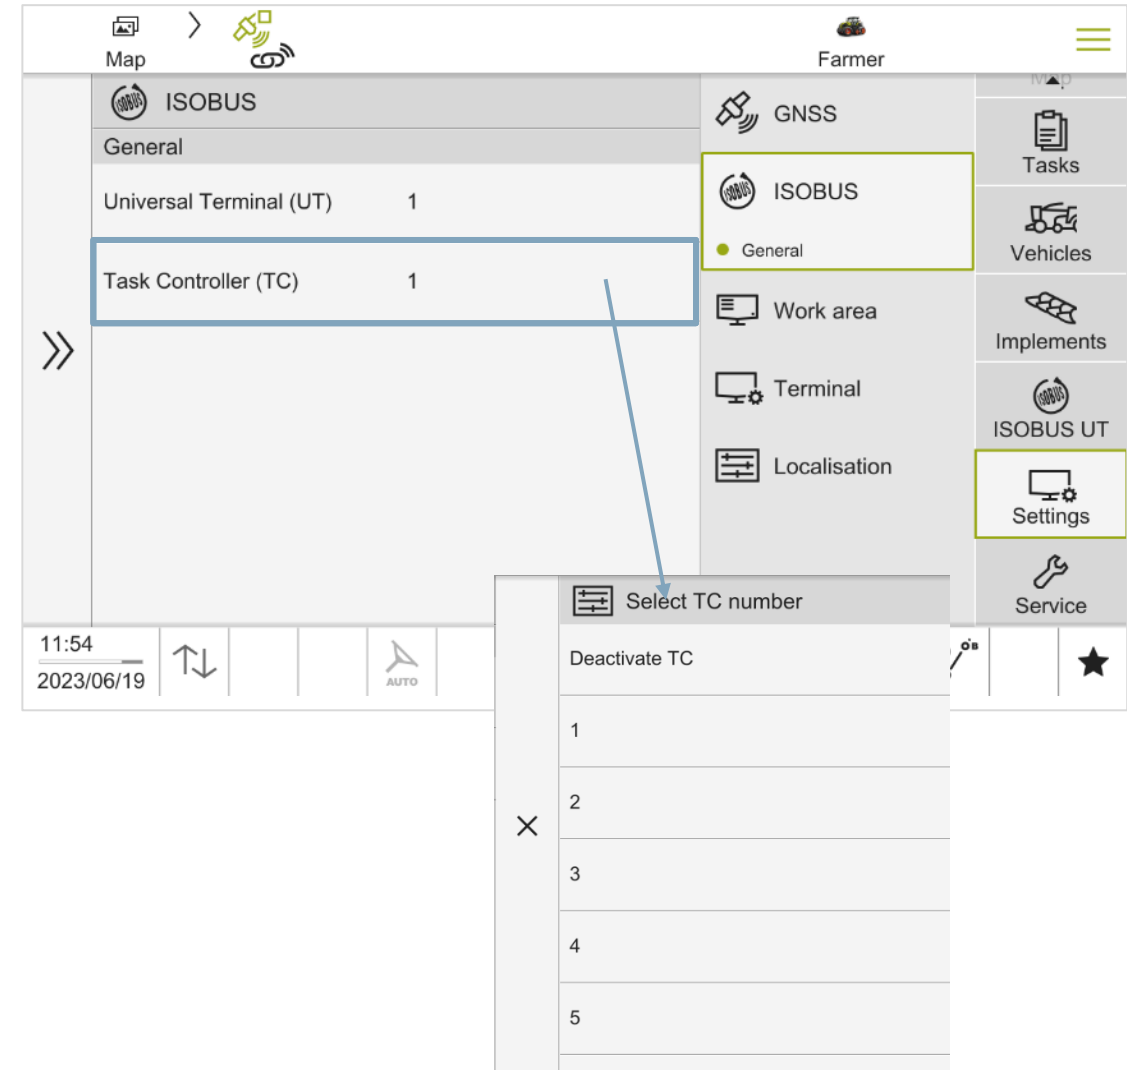 Map
Farmer
ISOBUS
General
Universal Terminal (UT) 1
Task Controller (TC) 1
GNSS
ISOBUS
General
Work area
Terminal
Localisation
Map
Tasks
Vehicles
Implements
ISOBUS UT
Settings
Service
11:54
2023/06/19
AUTO
Select TC number
Deactivate TC
1
2
3
4
5